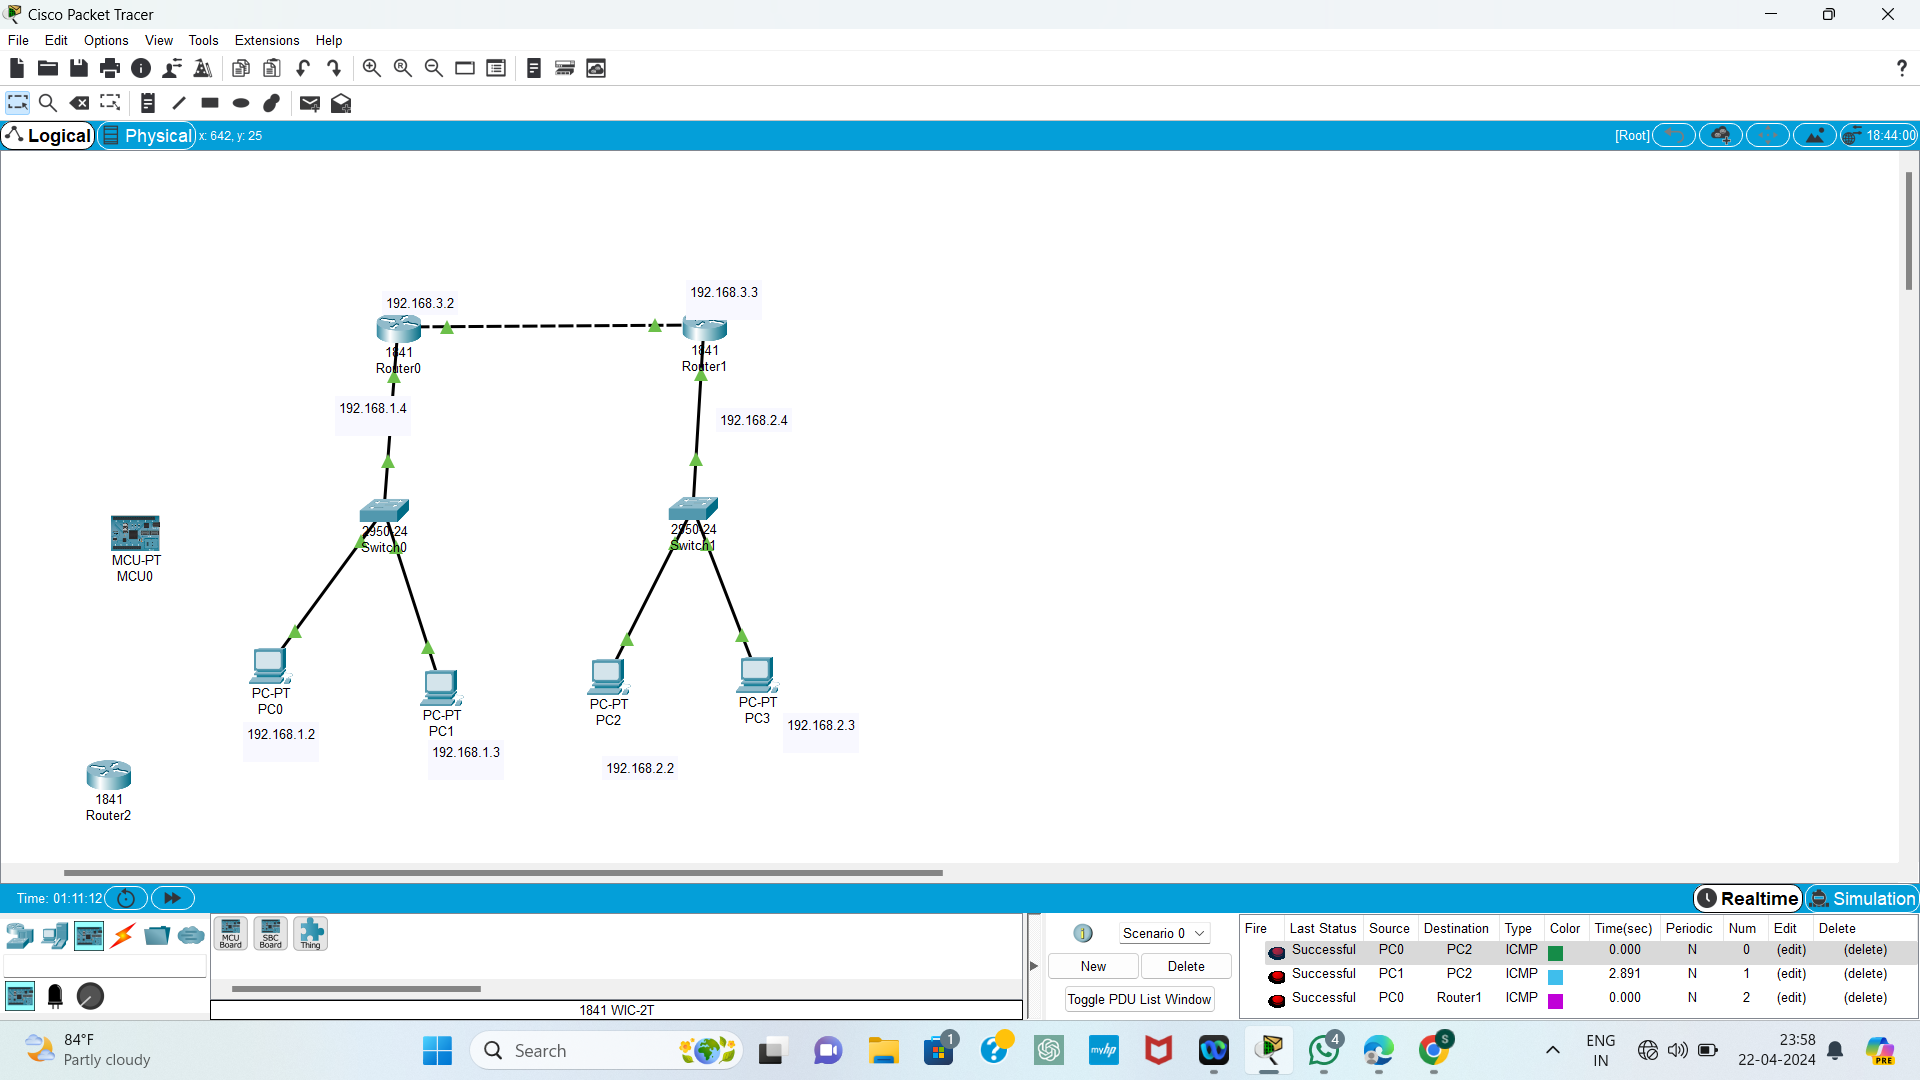 Cisco Packet Tracer
File Edit Options View Tools Extensions Help
?
Logical Physical x: 642, y: 25 [Root] 18:44:00
192.168.3.2
192.168.3.3
1841
Router0
1841
Router1
192.168.1.4
192.168.2.4
2950-24
Switch0
2950-24
Switch1
MCU-PT
MCU0
PC-PT
PC0
PC-PT
PC1
PC-PT
PC2
PC-PT
PC3
192.168.1.2
192.168.1.3
192.168.2.2
192.168.2.3
1841
Router2
Time: 01:11:12 Realtime Simulation
MCU Board SBC Board Thing
1841 WIC-2T
1 Scenario 0
New Delete
Toggle PDU List Window
Fire Last Status Source Destination Type Color Time(sec) Periodic Num Edit Delete
Successful PC0 PC2 ICMP 0.000 N 0 (edit) (delete)
Successful PC1 PC2 ICMP 2.891 N 1 (edit) (delete)
Successful PC0 Router1 ICMP 0.000 N 2 (edit) (delete)
84°F
Partly cloudy
Search
1
?
myhp
4
S
ENG
IN
23:58
22-04-2024
PRE